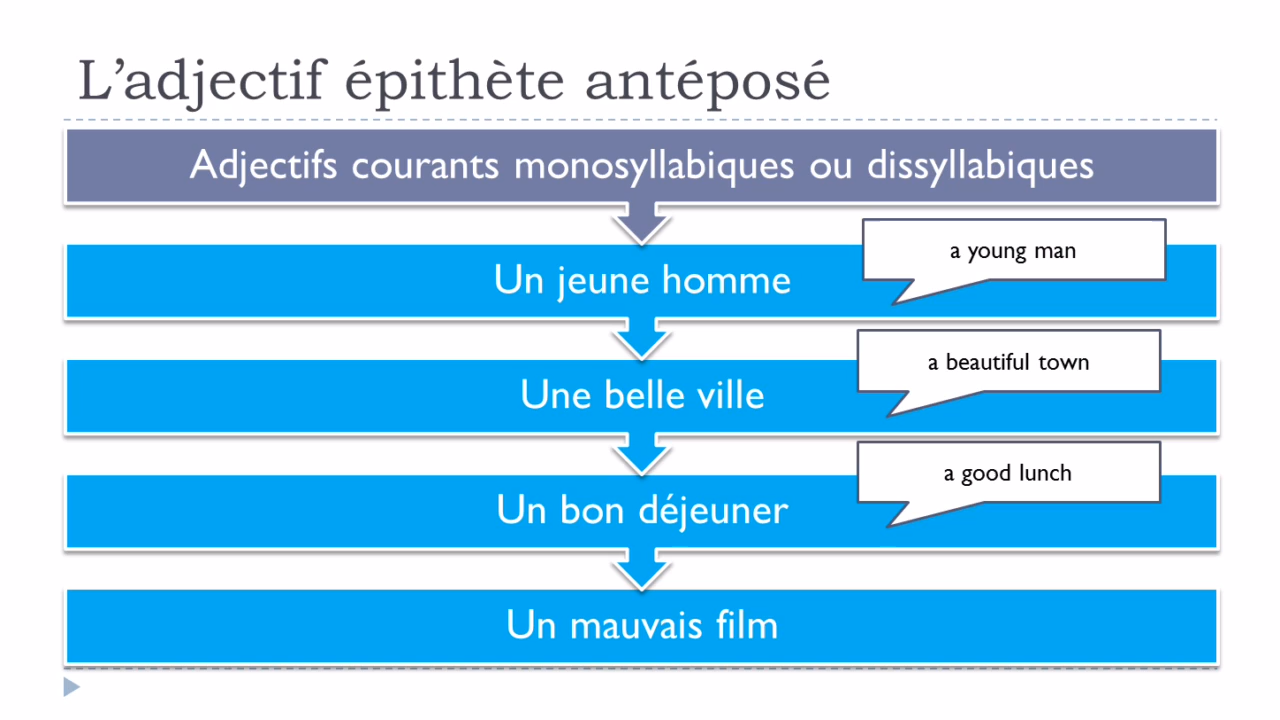 L’adjectif épithète antéposé
Adjectifs courants monosyllabiques ou dissyllabiques
a young man
Un jeune homme
a beautiful town
Une belle ville
a good lunch
Un bon déjeuner
Un mauvais film